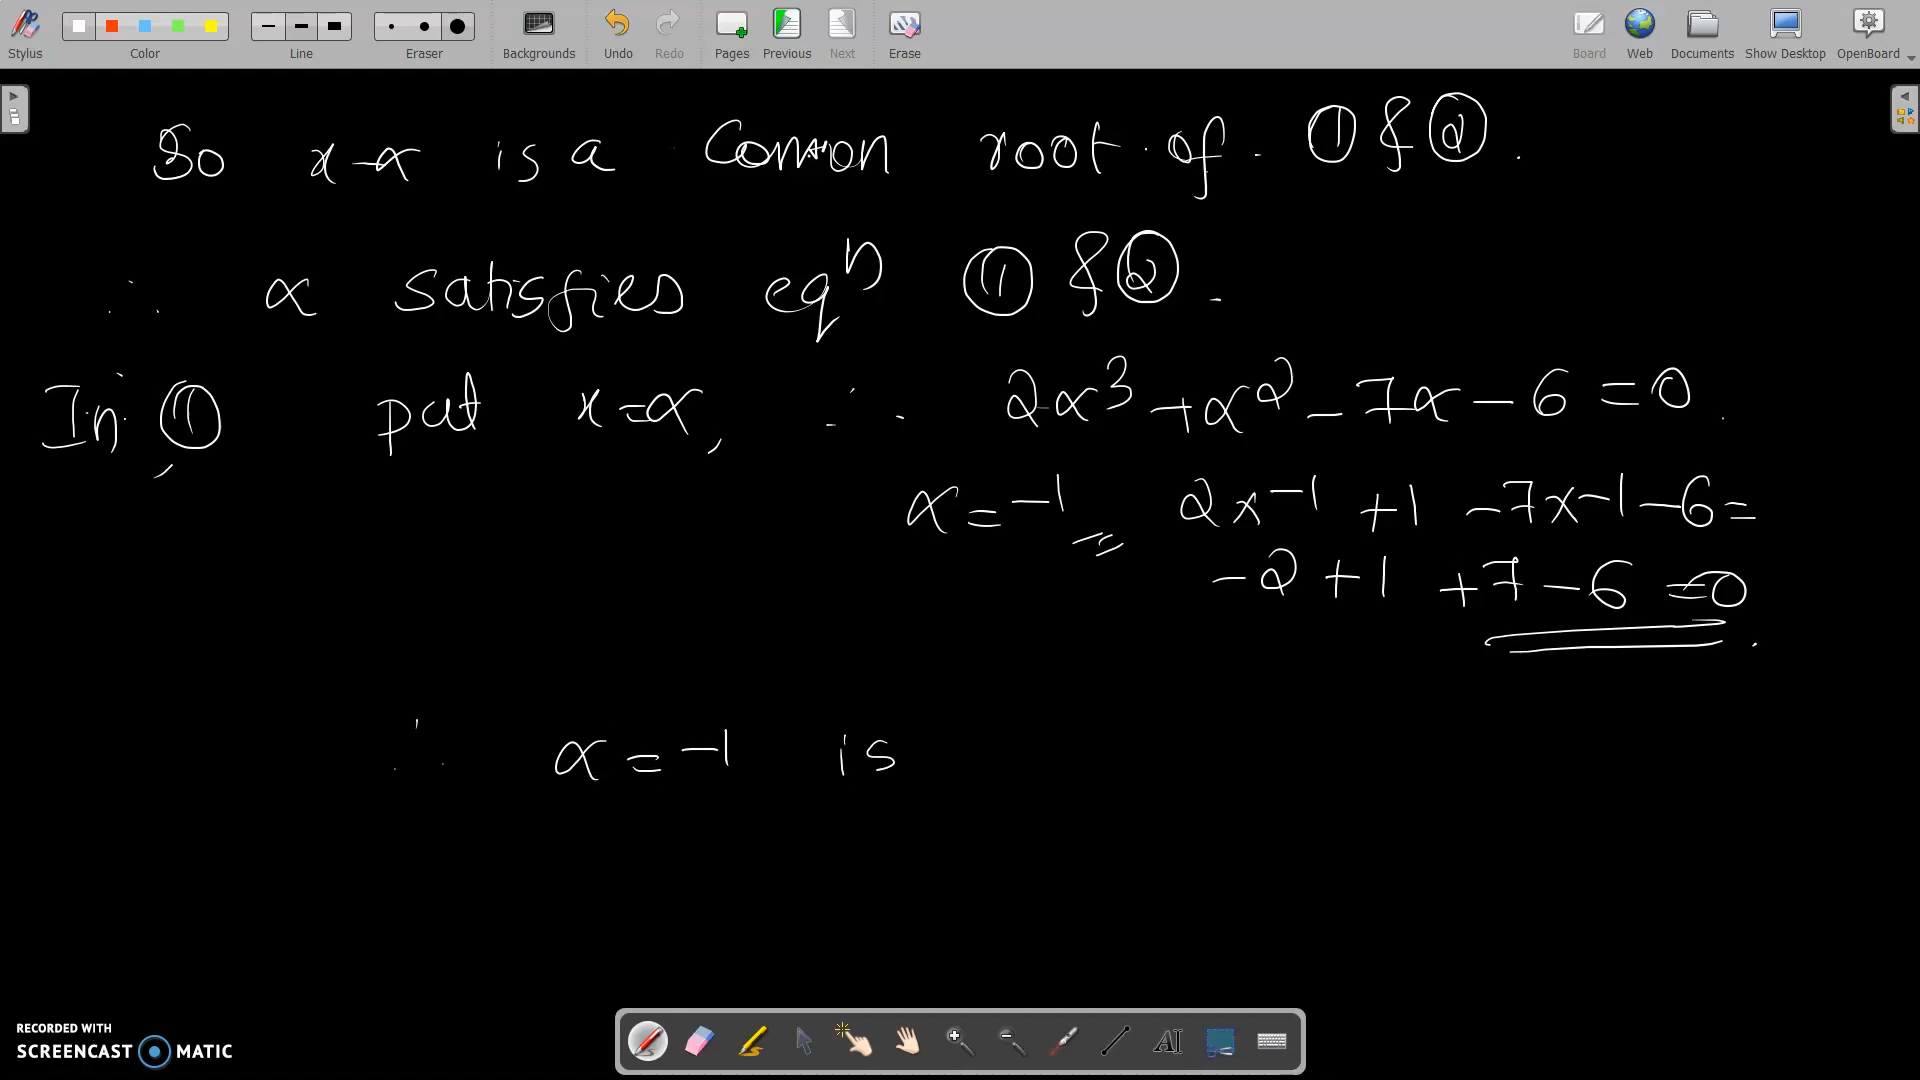 Stylus Color Line Eraser Backgrounds Undo Redo Pages Previous Next Erase Board Web Documents Show Desktop OpenBoard
So x-α is a Common root of ① & ②.
∴ α satisfies eqⁿ ① & ②.
In ①, put x=α, ∴ 2α³+α²-7α-6=0.
α=-1 2x-1 +1 -7x-1-6=
-2+1 +7-6=0.
∴ α=-1 is
RECORDED WITH
SCREENCAST MATIC